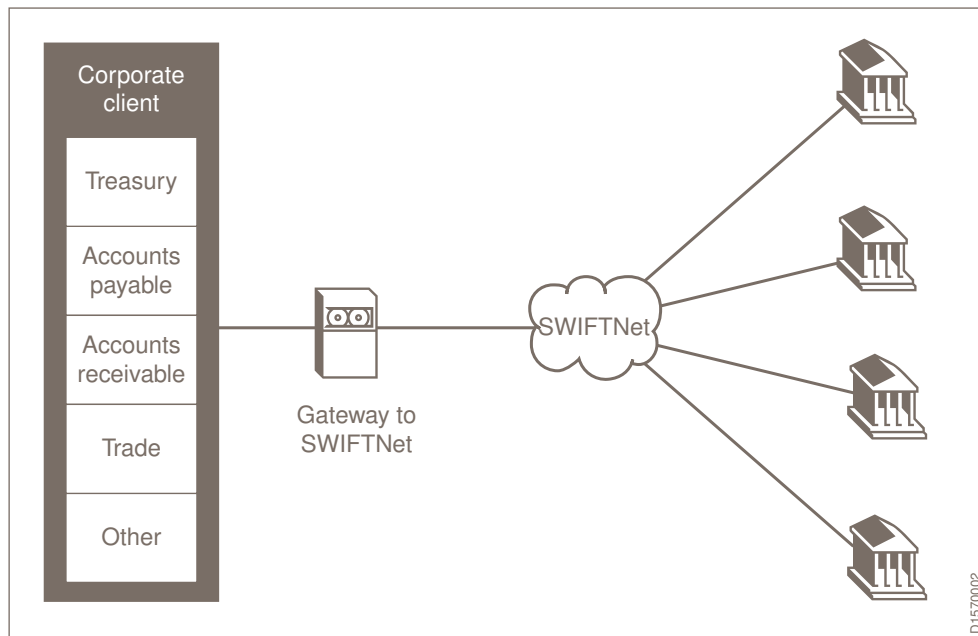 Corporate
client
Treasury
Accounts
payable
Accounts
receivable
Trade
Other
Gateway to
SWIFTNet
SWIFTNet
D1570002